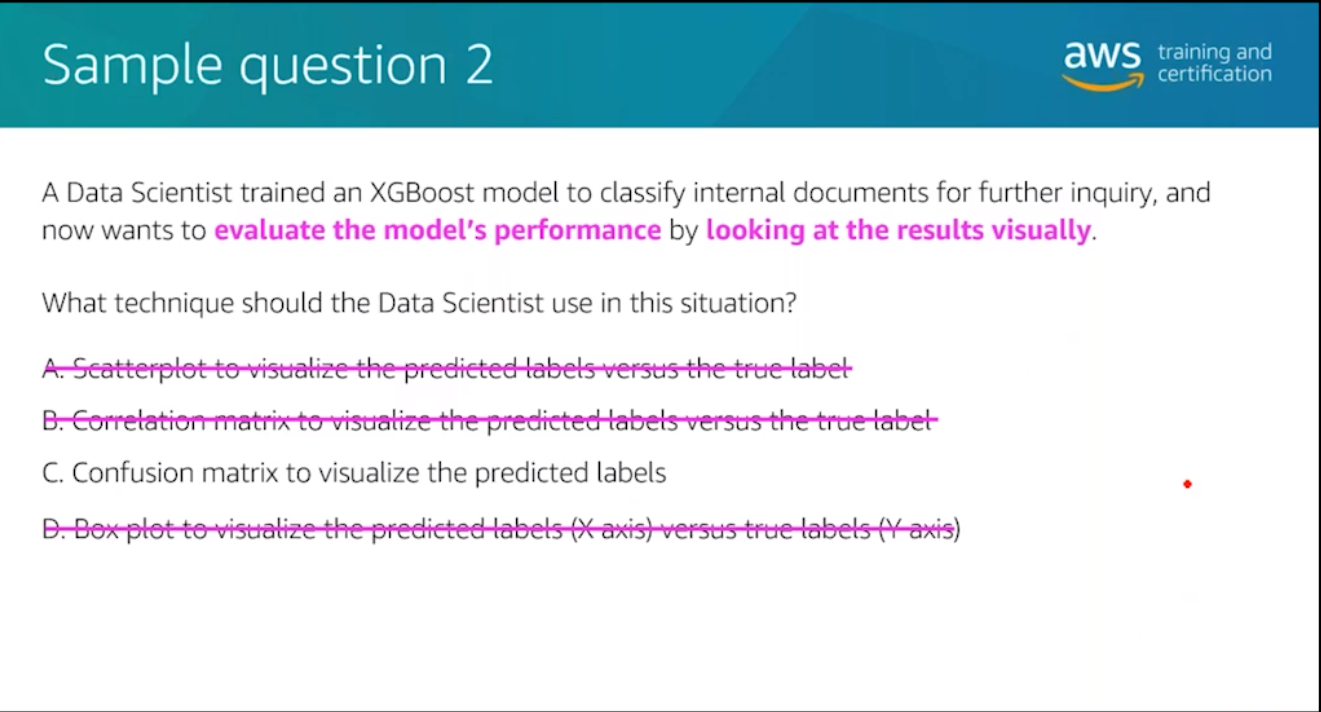 Sample question 2
aws training and
certification
A Data Scientist trained an XGBoost model to classify internal documents for further inquiry, and
now wants to evaluate the model's performance by looking at the results visually.
What technique should the Data Scientist use in this situation?
A. Scatterplot to visualize the predicted labels versus the true label
B. Correlation matrix to visualize the predicted labels versus the true label
C. Confusion matrix to visualize the predicted labels
D. Box plot to visualize the predicted labels (X axis) versus true labels (Y axis)